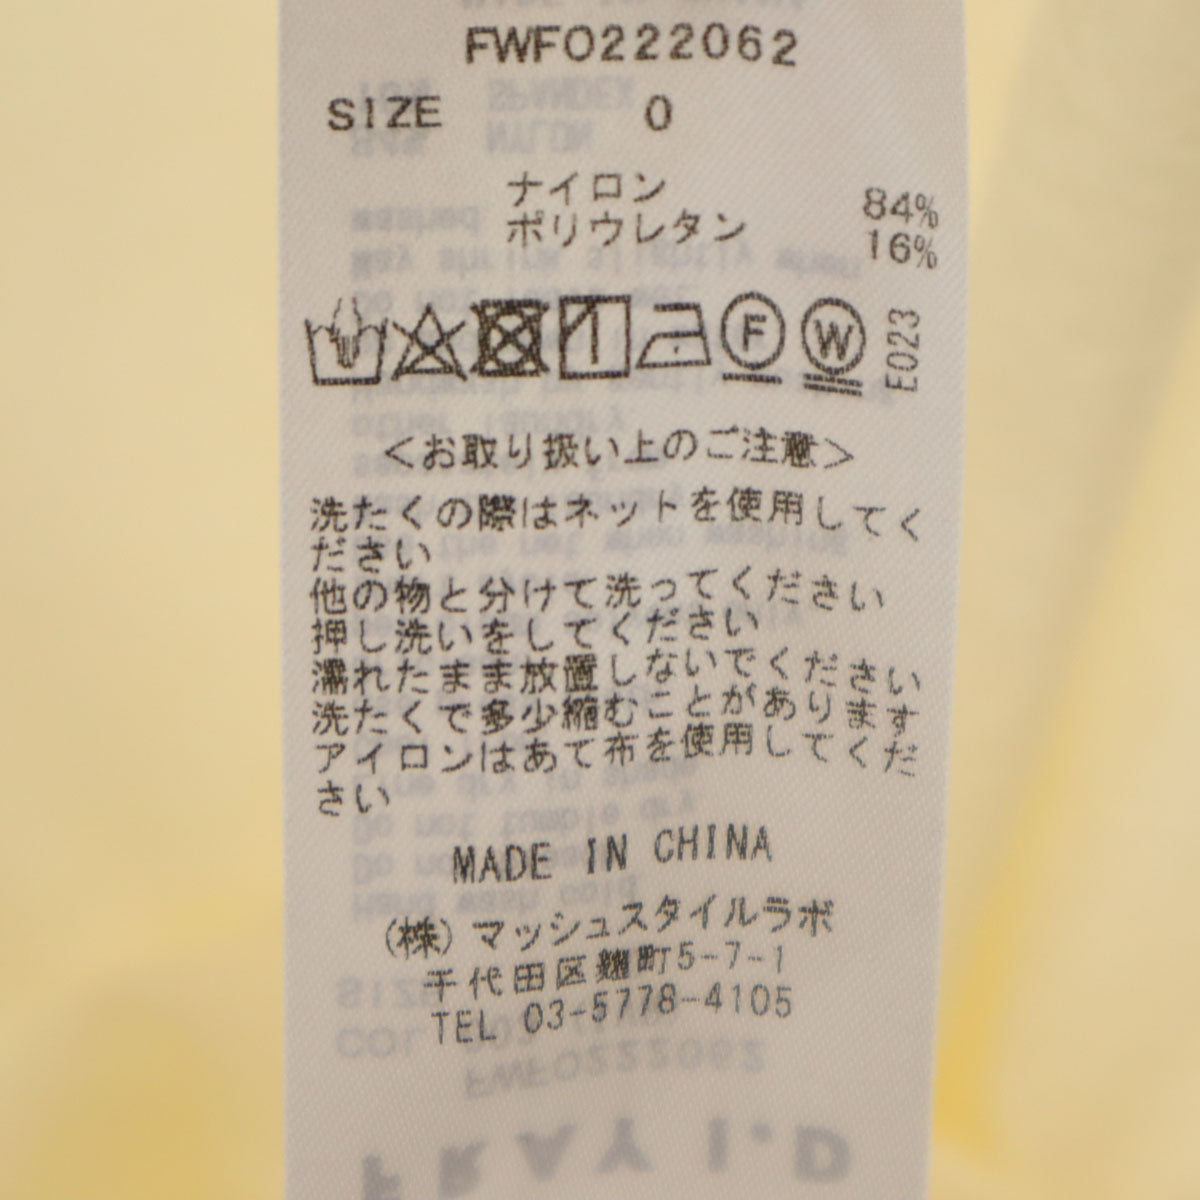 FWFO222062
SIZE 0
ナイロン 84%
ポリウレタン 16%
F W E023
<お取り扱い上のご注意>
洗たくの際はネットを使用してく
ださい
他の物と分けて洗ってください
押し洗いをしてください
濡れたまま放置しないでください
洗たくで多少縮むことがあります
アイロンはあて布を使用してくだ
さい
MADE IN CHINA
(株)マッシュスタイルラボ
千代田区麹町5-7-1
TEL 03-5778-4105
FWFO222062
FRAY I.D